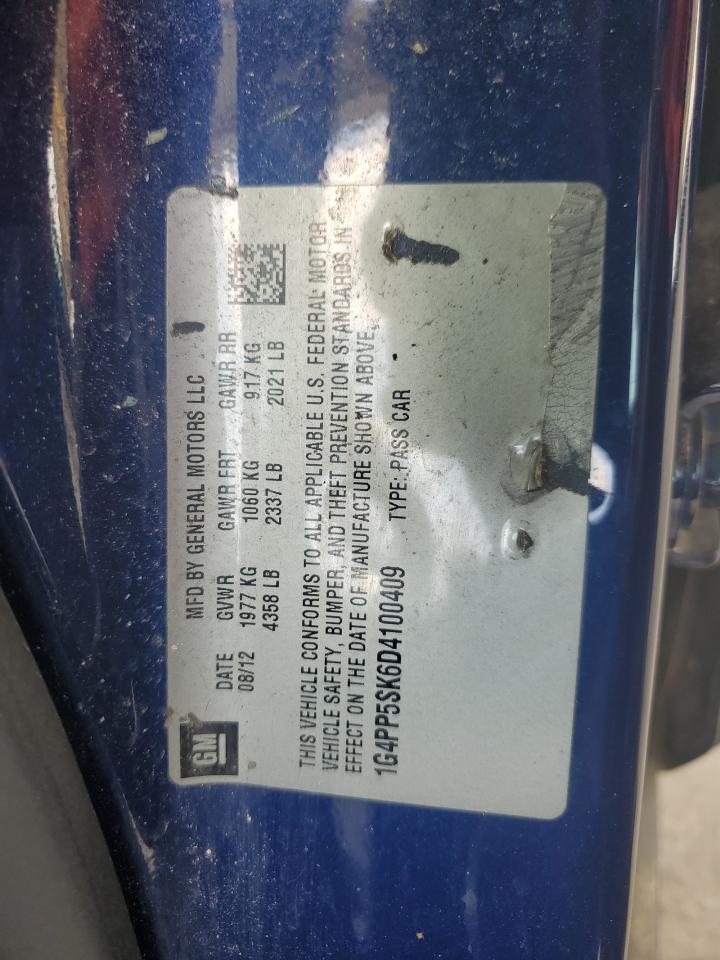 GM
MFD BY GENERAL MOTORS LLC
DATE GVWR GAWR FRT GAWR RR
08/12 1977 KG 1060 KG 917 KG
4358 LB 2337 LB 2021 LB
THIS VEHICLE CONFORMS TO ALL APPLICABLE U.S. FEDERAL MOTOR
VEHICLE SAFETY, BUMPER, AND THEFT PREVENTION STANDARDS IN
EFFECT ON THE DATE OF MANUFACTURE SHOWN ABOVE.
1G4PP5SK6D4100409 TYPE: PASS CAR